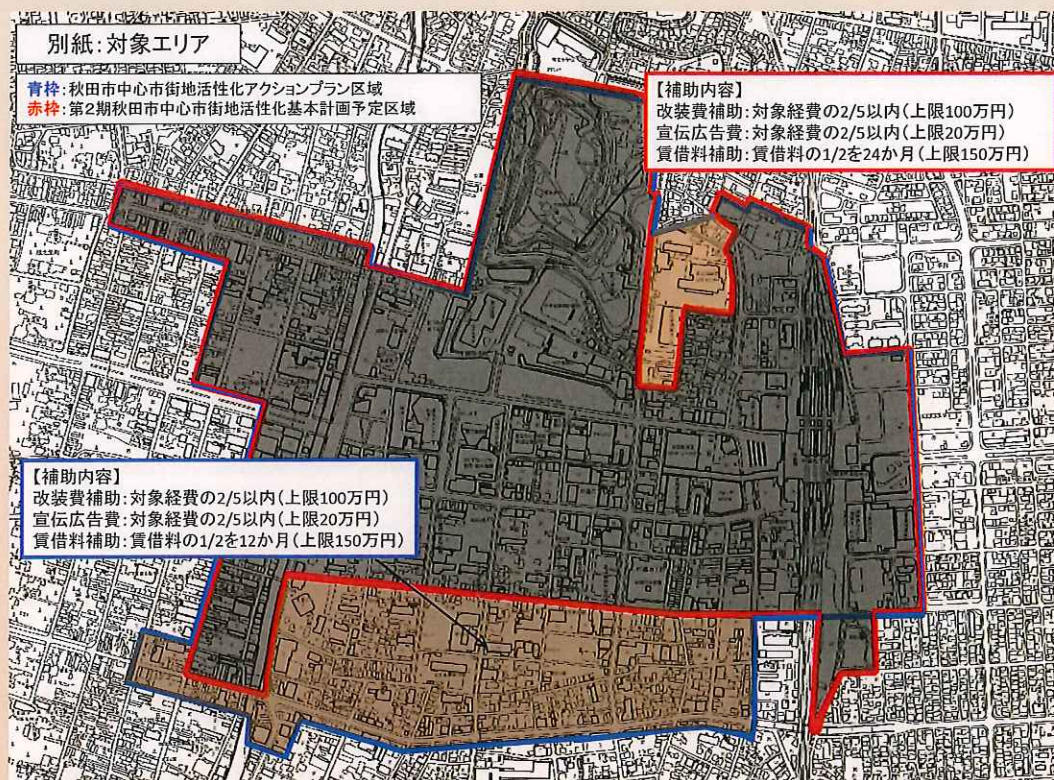 別紙：対象エリア
青枠：秋田市中心市街地活性化アクションプラン区域
赤枠：第2期秋田市中心市街地活性化基本計画予定区域
【補助内容】
改装費補助：対象経費の2/5以内（上限100万円）
宣伝広告費：対象経費の2/5以内（上限20万円）
賃借料補助：賃借料の1/2を24か月（上限150万円）
【補助内容】
改装費補助：対象経費の2/5以内（上限100万円）
宣伝広告費：対象経費の2/5以内（上限20万円）
賃借料補助：賃借料の1/2を12か月（上限150万円）